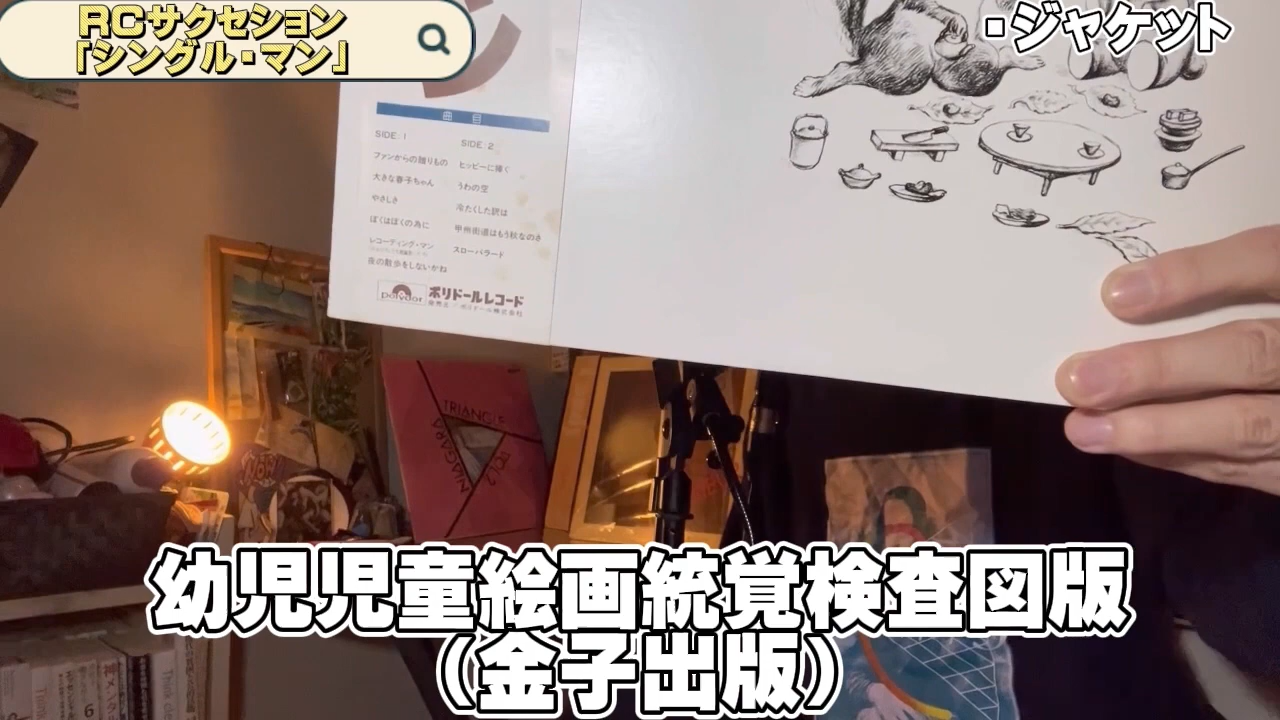 RCサクセション
「シングル・マン」
・ジャケット
曲目
SIDE 1
ファンからの贈りもの
大きな春子ちゃん
やさしさ
ぼくはぼくの為に
レコーディング・マン
夜の散歩をしないかね
SIDE 2
ヒッピーに捧ぐ
うわの空
冷たくした訳は
甲州街道はもう秋なのさ
スローバラード
polydor
ポリドールレコード
NIAGARA
TRIANGLE
VOL.2
幼児児童絵画統覚検査図版
（金子出版）